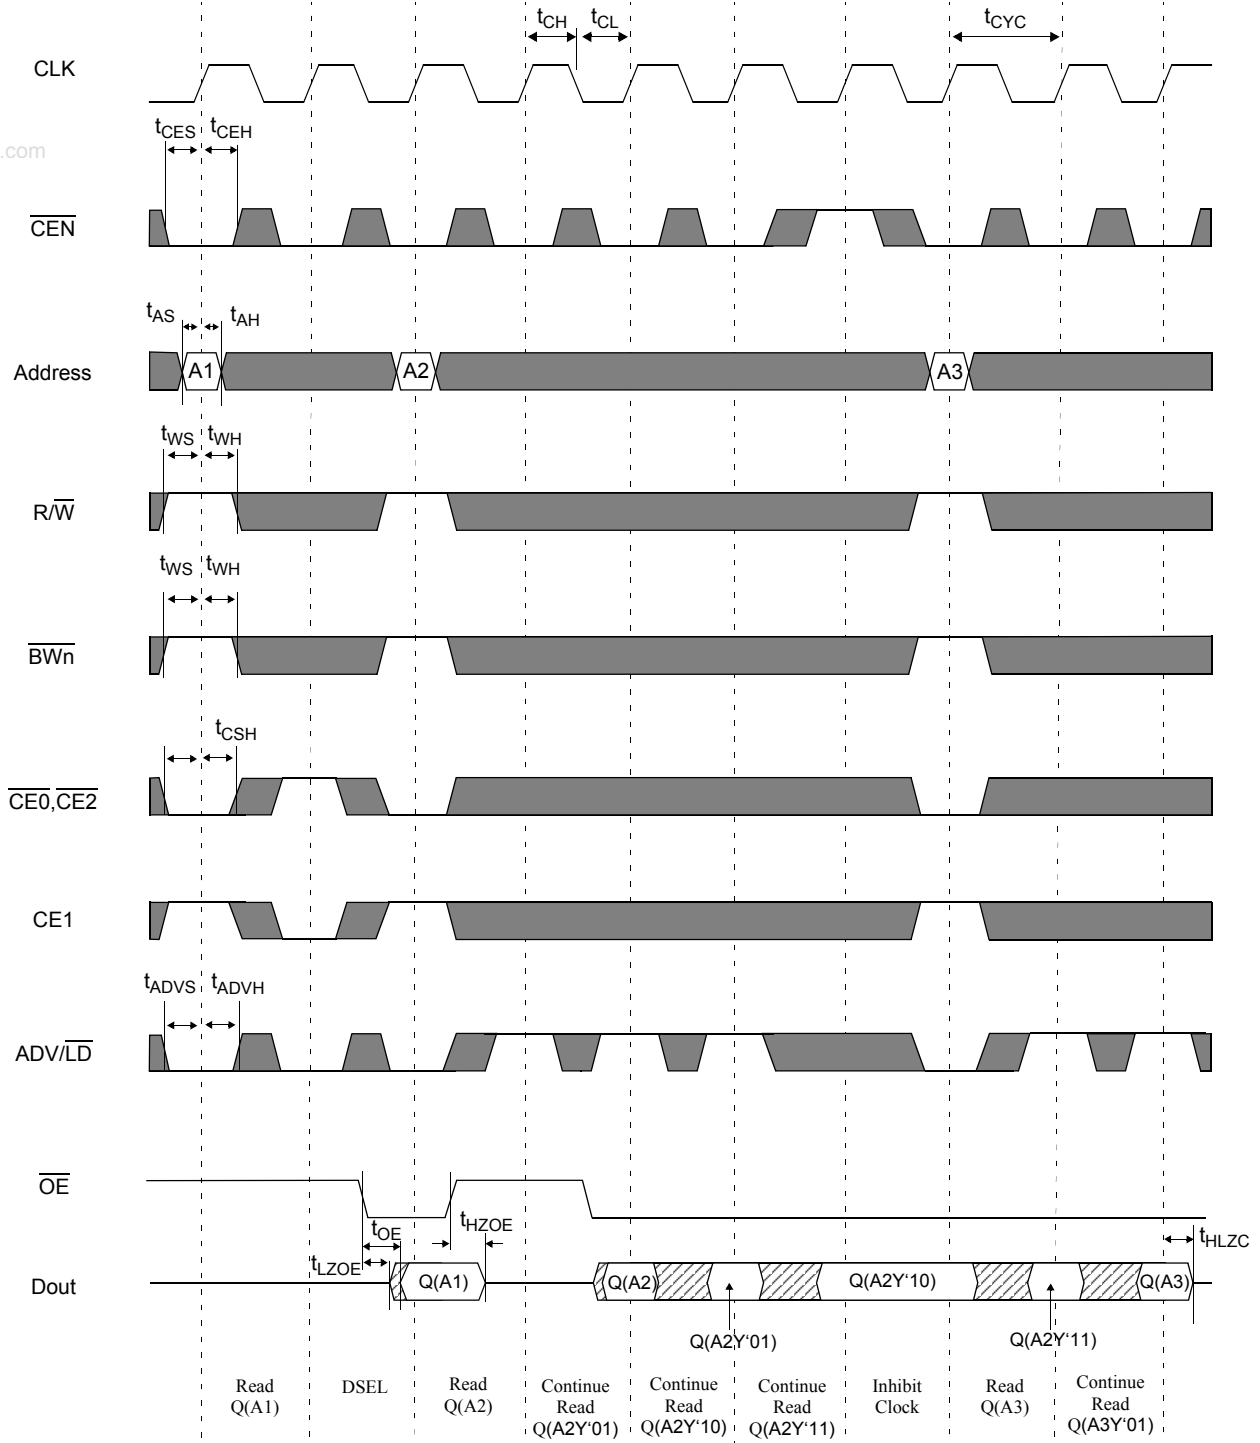 tCH tCL tCYC
CLK
tCES tCEH
.com
CEN
tAS tAH
Address A1 A2 A3
tWS tWH
R/W
tWS tWH
BWn
tCSH
CE0,CE2
CE1
tADVS tADVH
ADV/LD
OE
tOE tHZOE
tLZOE tHLZC
Dout Q(A1) Q(A2) Q(A2Y‘10) Q(A3)
Q(A2Y‘01) Q(A2Y‘11)
Read DSEL Read Continue Continue Continue Inhibit Read Continue
Q(A1) Q(A2) Read Read Read Clock Q(A3) Read
Q(A2Y‘01) Q(A2Y‘10) Q(A2Y‘11) Q(A3Y‘01)